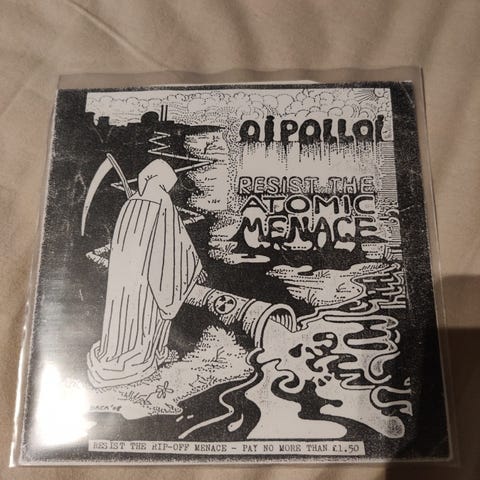 oi polloi
RESIST THE
ATOMIC
MENACE
RESIST THE RIP-OFF MENACE - PAY NO MORE THAN £1.50